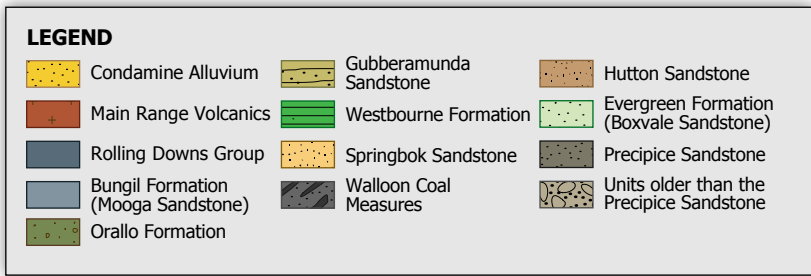 LEGEND
Condamine Alluvium
Main Range Volcanics
Rolling Downs Group
Bungil Formation
(Mooga Sandstone)
Orallo Formation
Gubberamunda
Sandstone
Westbourne Formation
Springbok Sandstone
Walloon Coal
Measures
Hutton Sandstone
Evergreen Formation
(Boxvale Sandstone)
Precipice Sandstone
Units older than the
Precipice Sandstone